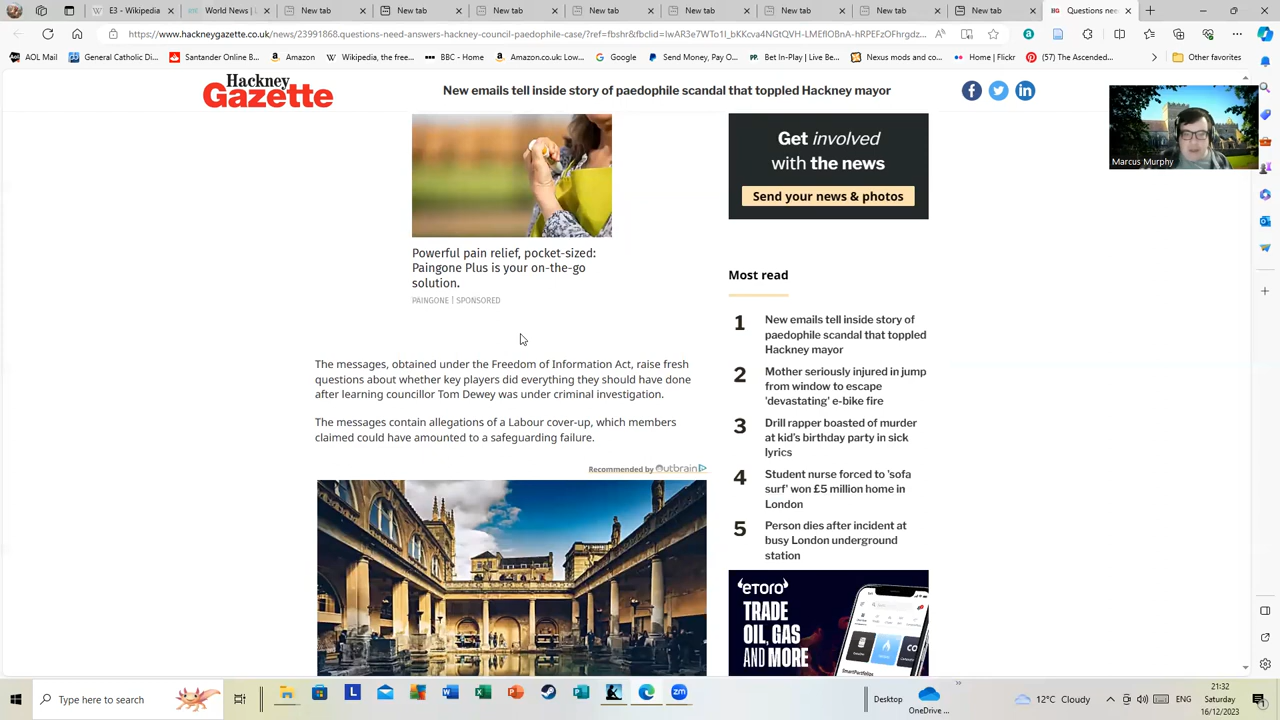 E3 - Wikipedia
World News | L
New tab
New tab
New tab
New tab
New tab
New tab
New tab
New tab
Questions nee
https://www.hackneygazette.co.uk/news/23991868.questions-need-answers-hackney-council-paedophile-case/?ref=fbshr&fbclid=
AOL Mail
General Catholic Di...
Santander Online B...
Amazon
Wikipedia, the free...
BBC - Home
Amazon.co.uk: Low...
Google
Send Money, Pay O...
Bet In-Play | Live Be...
Nexus mods and co...
Home | Flickr
(57) The Ascended...
Other favorites
Hackney
Gazette
New emails tell inside story of paedophile scandal that toppled Hackney mayor
Marcus Murphy
Get involved
with the news
Send your news & photos
Powerful pain relief, pocket-sized:
Paingone Plus is your on-the-go
solution.
PAINGONE | SPONSORED
Most read
1 New emails tell inside story of
paedophile scandal that toppled
Hackney mayor
2 Mother seriously injured in jump
from window to escape
'devastating' e-bike fire
3 Drill rapper boasted of murder
at kid's birthday party in sick
lyrics
4 Student nurse forced to 'sofa
surf' won £5 million home in
London
5 Person dies after incident at
busy London underground
station
The messages, obtained under the Freedom of Information Act, raise fresh
questions about whether key players did everything they should have done
after learning councillor Tom Dewey was under criminal investigation.
The messages contain allegations of a Labour cover-up, which members
claimed could have amounted to a safeguarding failure.
Recommended by Outbrain
'etoro'
TRADE
OIL, GAS
AND MORE
Type here to search
Desktop
OneDrive ...
12°C Cloudy
ENG
21:32
Saturday
16/12/2023